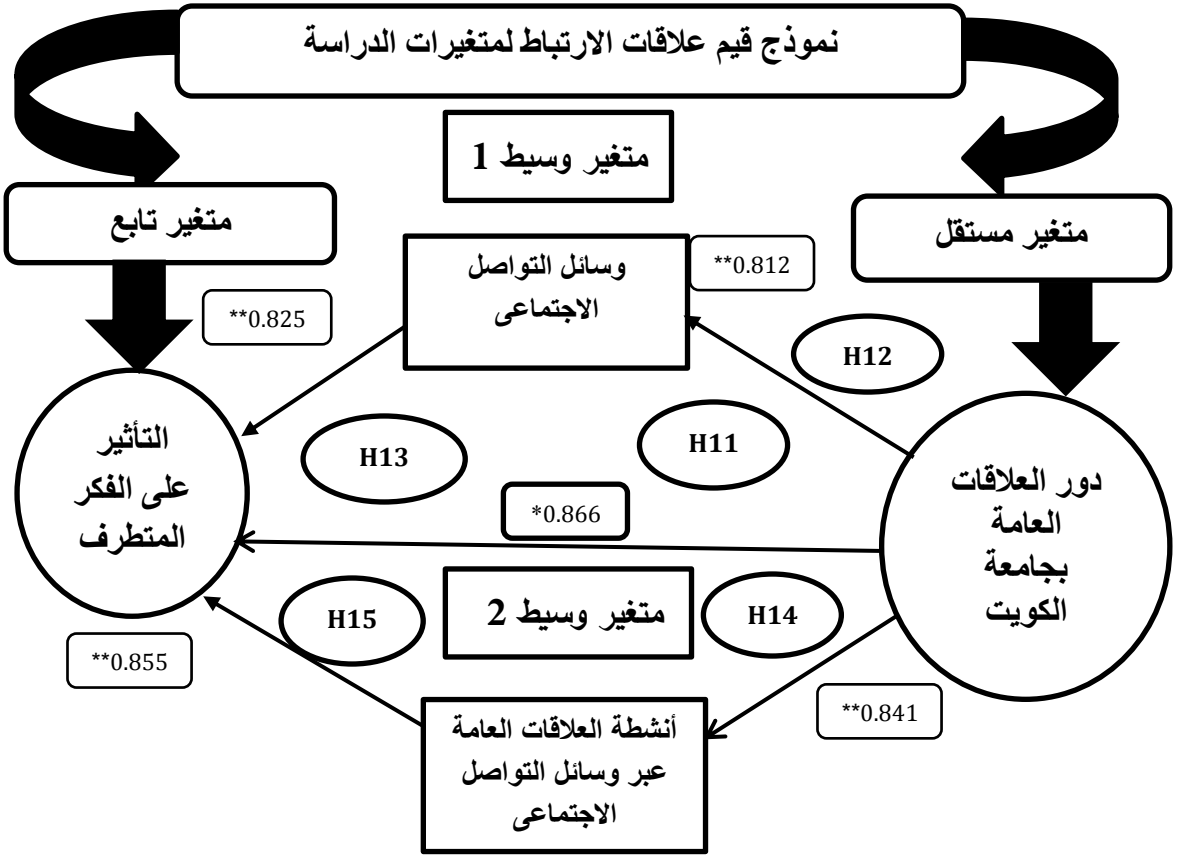 نموذج قيم علاقات الارتباط لمتغيرات الدراسة
متغير وسيط 1
متغير مستقل
متغير تابع
وسائل التواصل
الاجتماعى
**0.812
**0.825
H12
H11
H13
دور العلاقات
العامة
بجامعة
الكويت
التأثير
على الفكر
المتطرف
*0.866
متغير وسيط 2
H14
H15
**0.855
**0.841
أنشطة العلاقات العامة
عبر وسائل التواصل
الاجتماعى